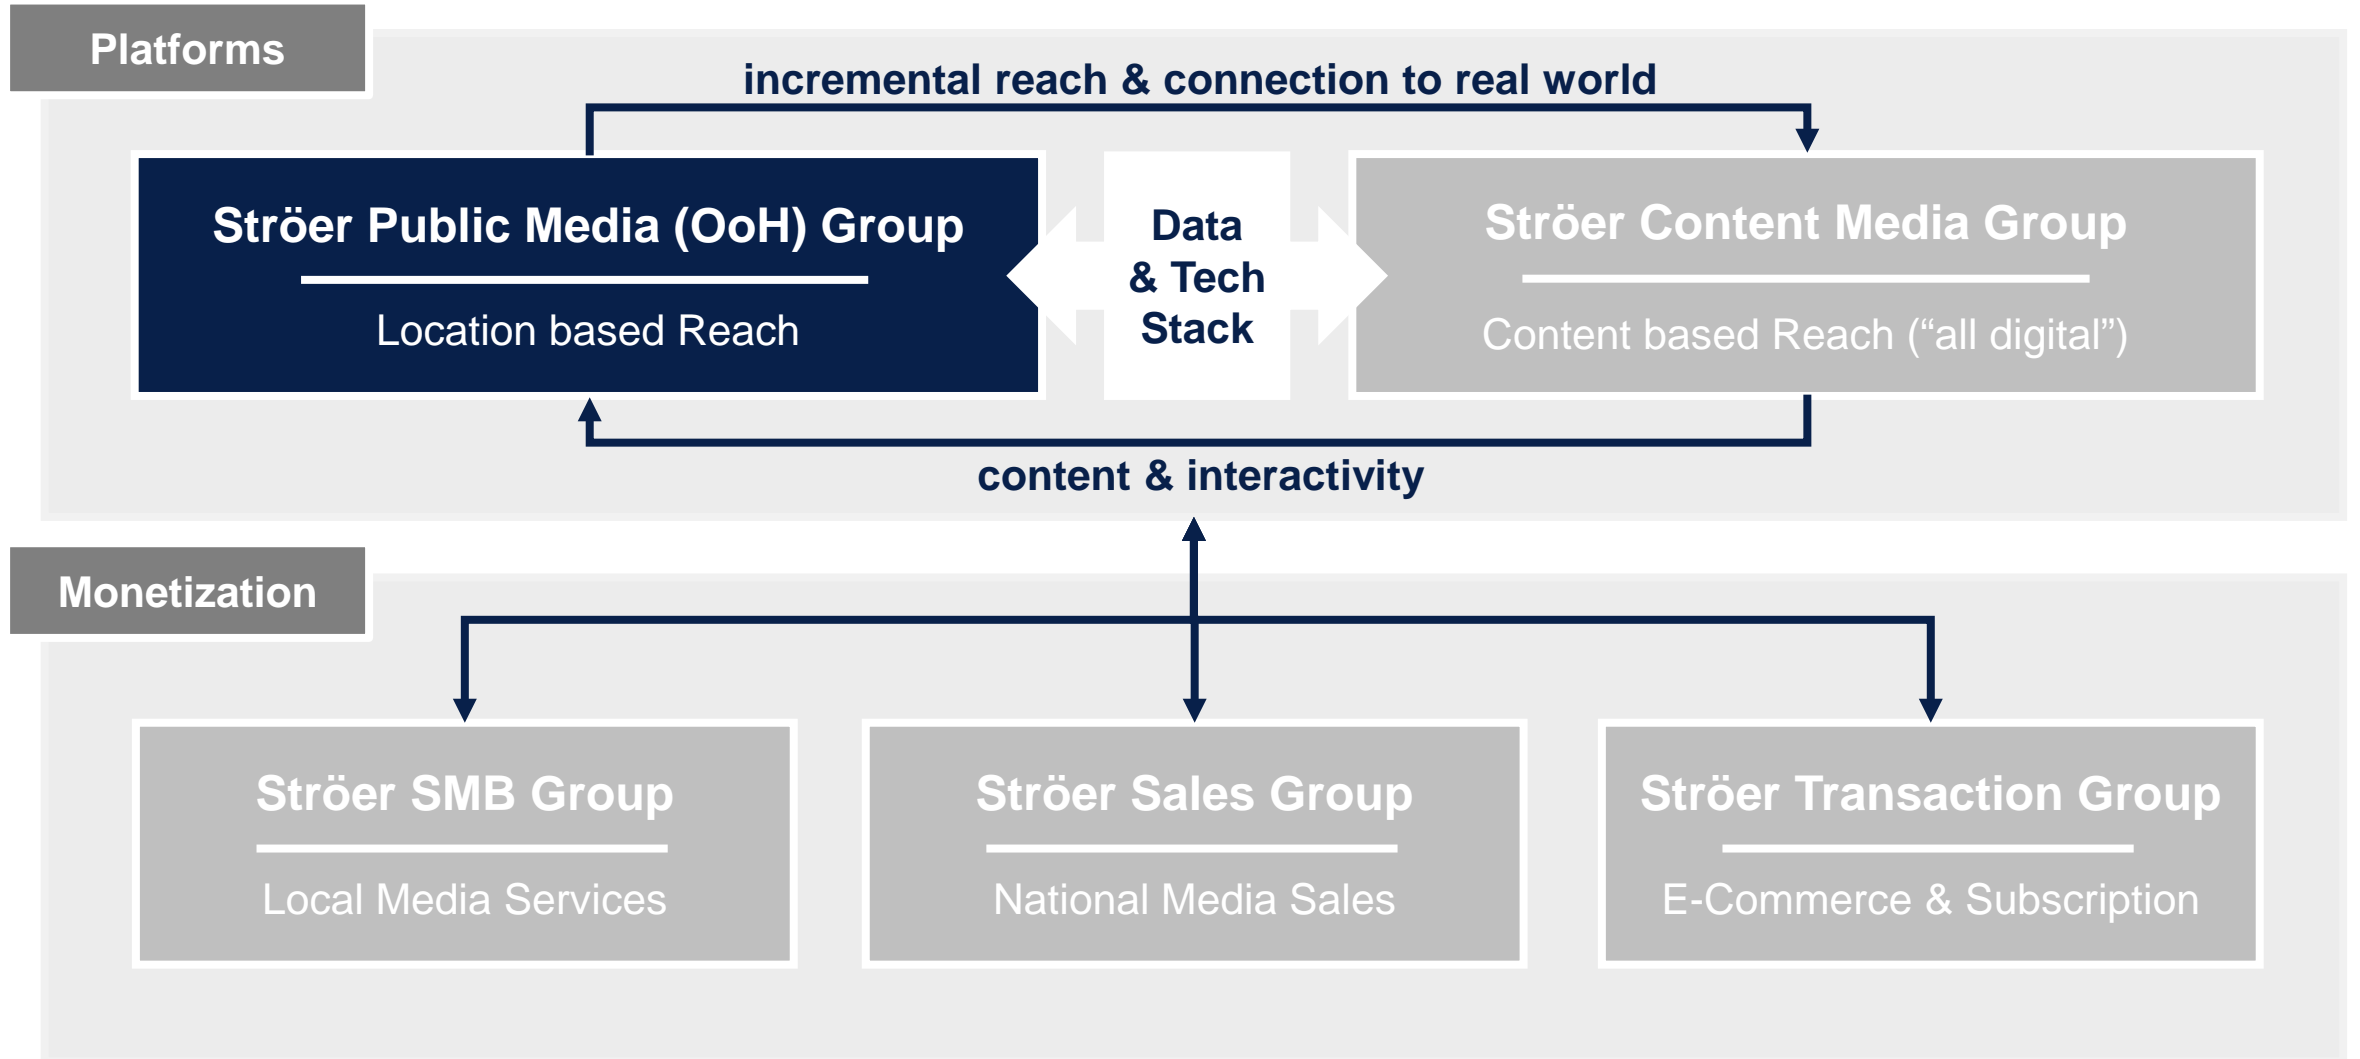 Platforms
incremental reach & connection to real world
Ströer Public Media (OoH) Group
Location based Reach
Data
& Tech
Stack
Ströer Content Media Group
Content based Reach (“all digital”)
content & interactivity
Monetization
Ströer SMB Group
Local Media Services
Ströer Sales Group
National Media Sales
Ströer Transaction Group
E-Commerce & Subscription